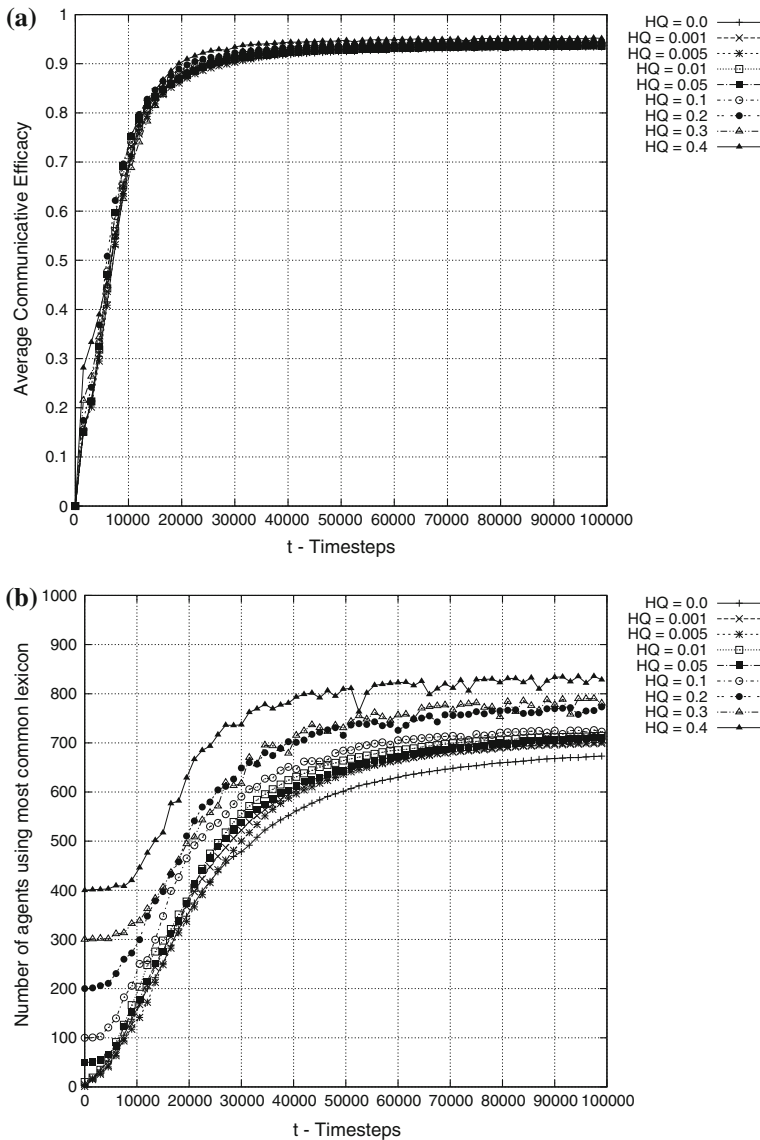 (a)
1
0.9
0.8
0.7
0.6
0.5
0.4
0.3
0.2
0.1
0
Average Communicative Efficacy
0 10000 20000 30000 40000 50000 60000 70000 80000 90000 100000
t - Timesteps
HQ = 0.0
HQ = 0.001
HQ = 0.005
HQ = 0.01
HQ = 0.05
HQ = 0.1
HQ = 0.2
HQ = 0.3
HQ = 0.4
(b)
1000
900
800
700
600
500
400
300
200
100
0
Number of agents using most common lexicon
0 10000 20000 30000 40000 50000 60000 70000 80000 90000 100000
t - Timesteps
HQ = 0.0
HQ = 0.001
HQ = 0.005
HQ = 0.01
HQ = 0.05
HQ = 0.1
HQ = 0.2
HQ = 0.3
HQ = 0.4